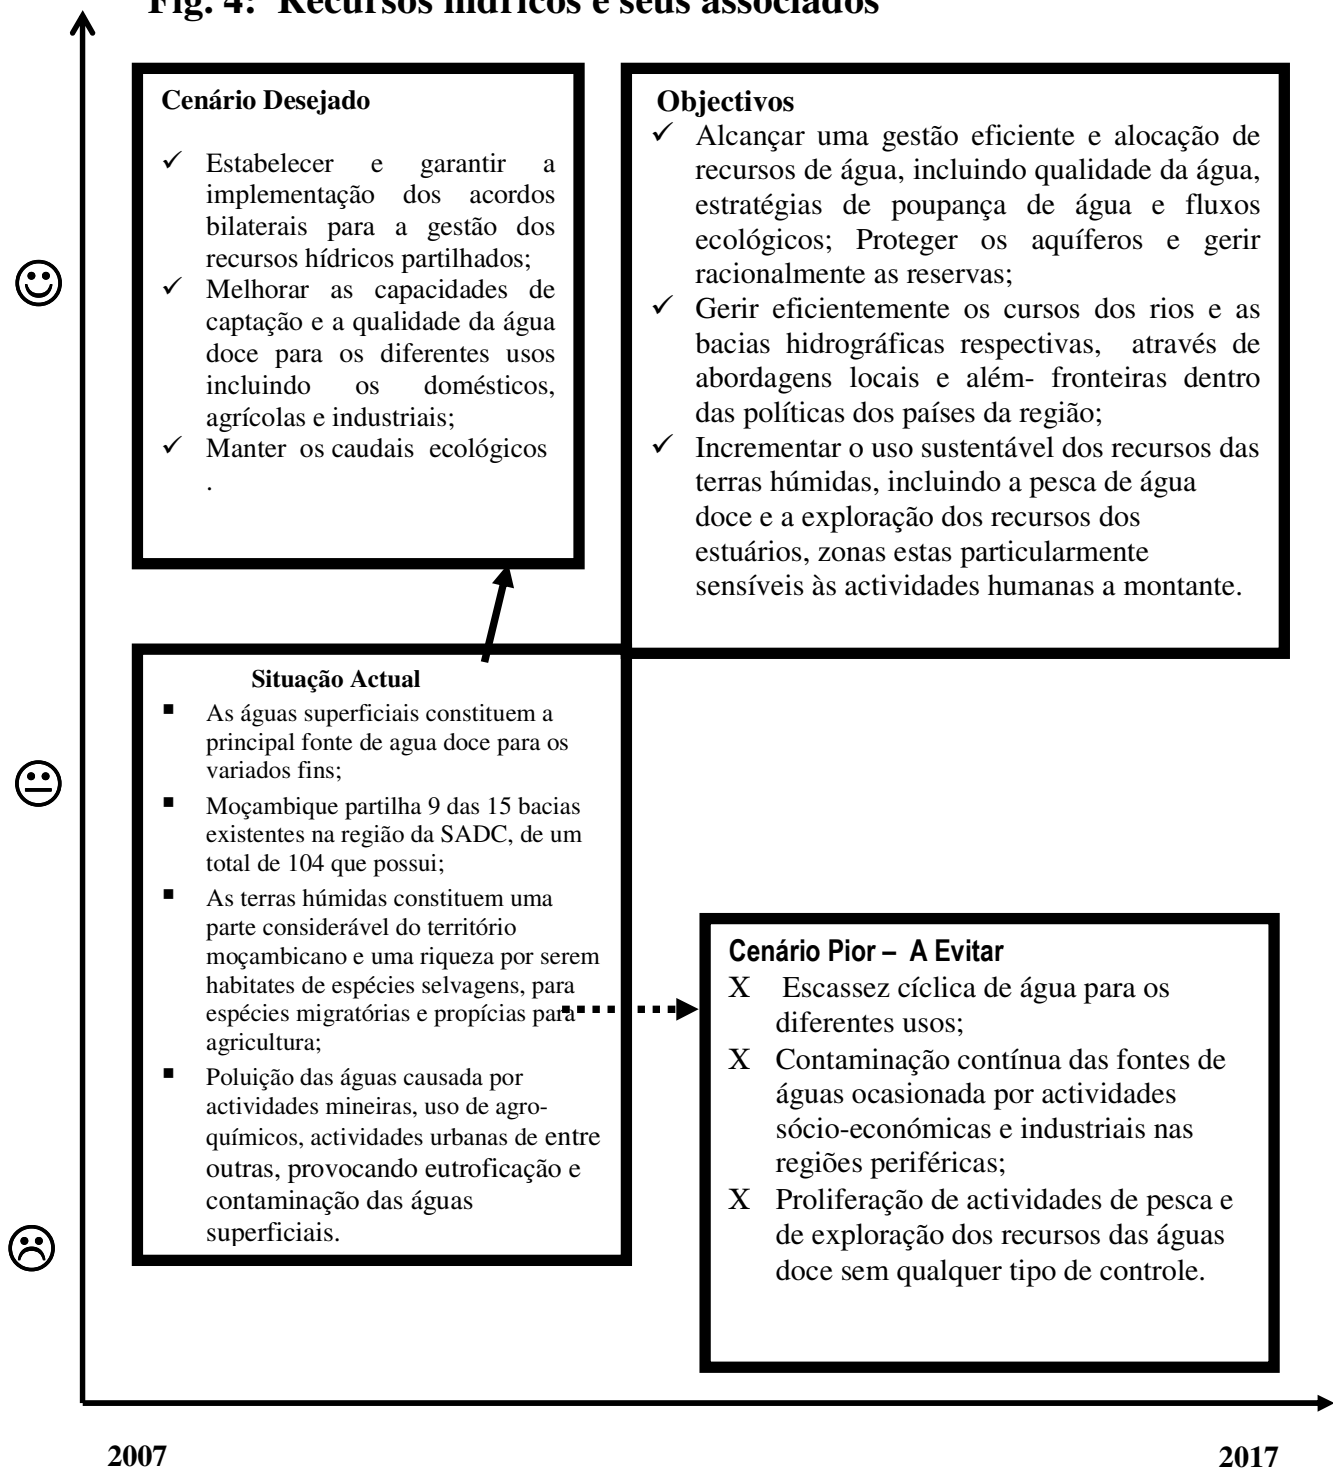 Fig. 4: Recursos hídricos e seus associados
Cenário Desejado
✓ Estabelecer e garantir a
implementação dos acordos
bilaterais para a gestão dos
recursos hídricos partilhados;
✓ Melhorar as capacidades de
captação e a qualidade da água
doce para os diferentes usos
incluindo os domésticos,
agrícolas e industriais;
✓ Manter os caudais ecológicos
.
Objectivos
✓ Alcançar uma gestão eficiente e alocação de
recursos de água, incluindo qualidade da água,
estratégias de poupança de água e fluxos
ecológicos; Proteger os aquíferos e gerir
racionalmente as reservas;
✓ Gerir eficientemente os cursos dos rios e as
bacias hidrográficas respectivas, através de
abordagens locais e além- fronteiras dentro
das políticas dos países da região;
✓ Incrementar o uso sustentável dos recursos das
terras húmidas, incluindo a pesca de água
doce e a exploração dos recursos dos
estuários, zonas estas particularmente
sensíveis às actividades humanas a montante.
Situação Actual
▪ As águas superficiais constituem a
principal fonte de agua doce para os
variados fins;
▪ Moçambique partilha 9 das 15 bacias
existentes na região da SADC, de um
total de 104 que possui;
▪ As terras húmidas constituem uma
parte considerável do território
moçambicano e uma riqueza por serem
habitates de espécies selvagens, para
espécies migratórias e propícias para
agricultura;
▪ Poluição das águas causada por
actividades mineiras, uso de agro-
químicos, actividades urbanas de entre
outras, provocando eutroficação e
contaminação das águas
superficiais.
Cenário Pior – A Evitar
X Escassez cíclica de água para os
diferentes usos;
X Contaminação contínua das fontes de
águas ocasionada por actividades
sócio-económicas e industriais nas
regiões periféricas;
X Proliferação de actividades de pesca e
de exploração dos recursos das águas
doce sem qualquer tipo de controle.
2007
2017